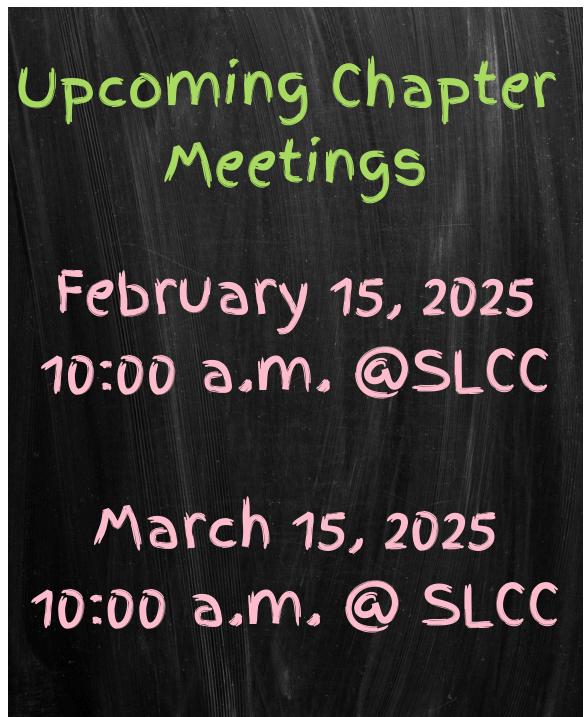 Upcoming Chapter
Meetings
February 15, 2025
10:00 a.m. @SLCC
March 15, 2025
10:00 a.m. @ SLCC